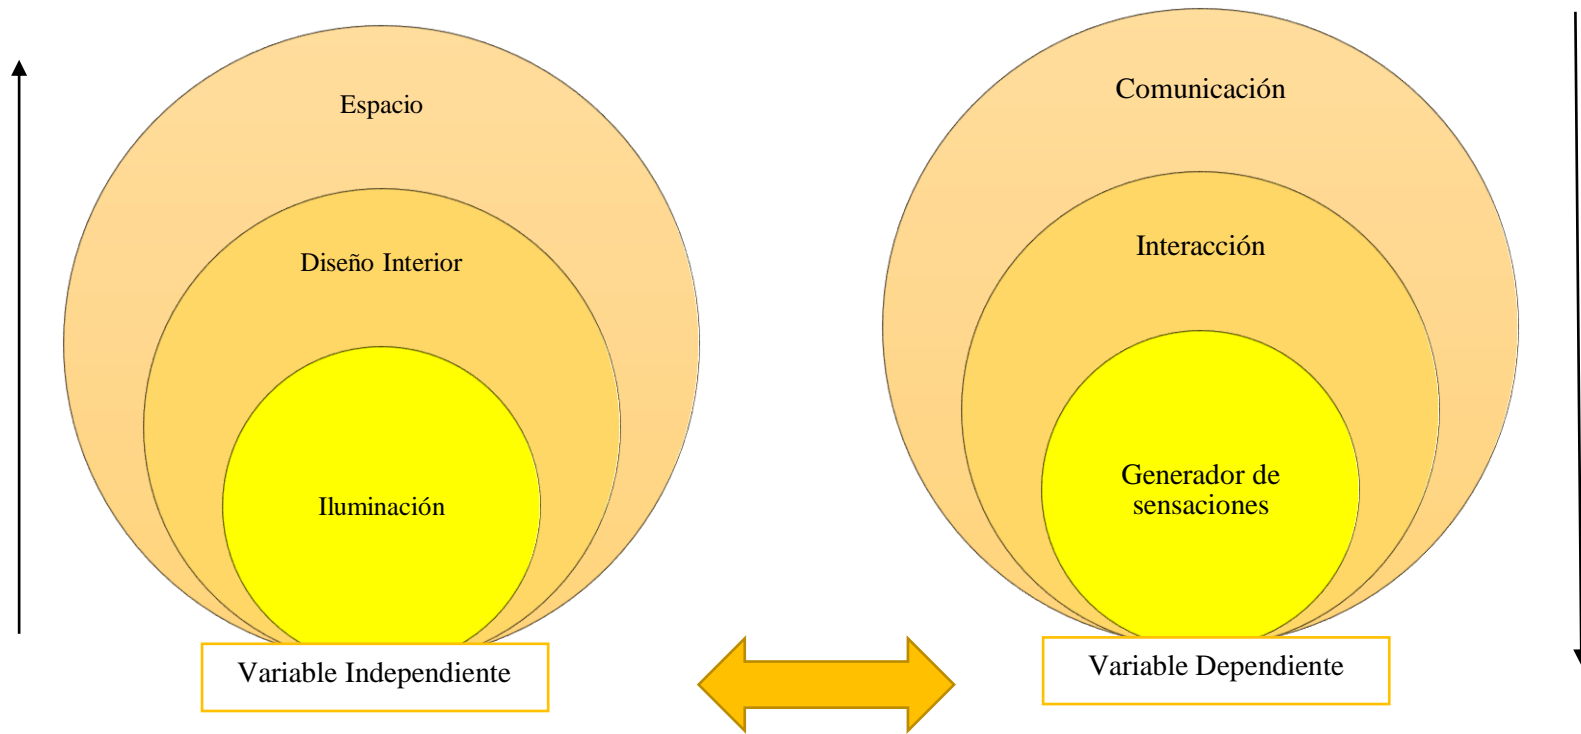 Espacio
Diseño Interior
Iluminación
Variable Independiente
Comunicación
Interacción
Generador de
sensaciones
Variable Dependiente